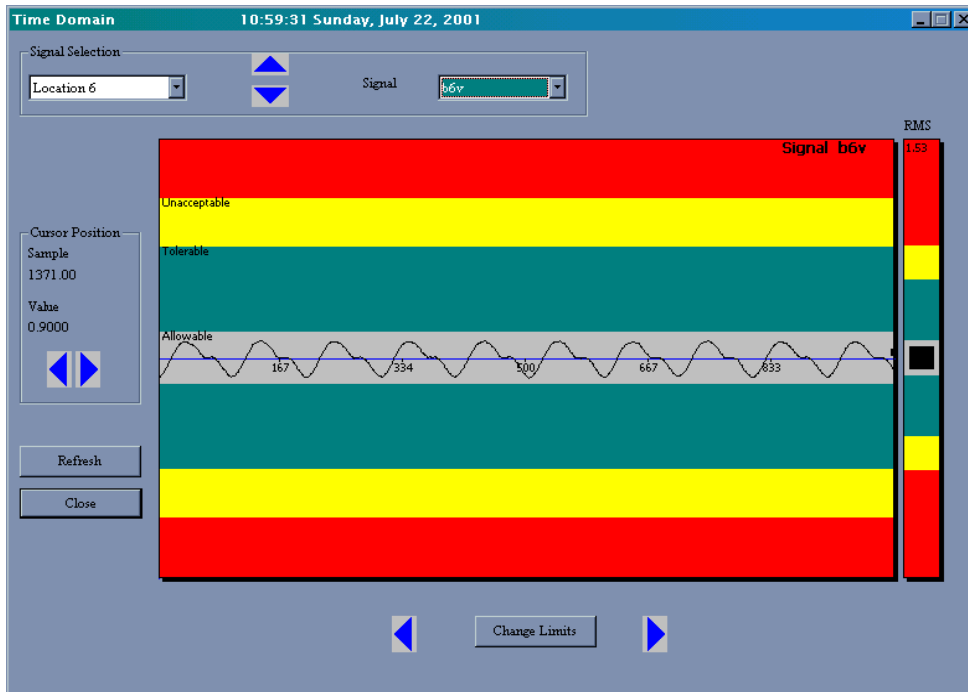 Time Domain 10:59:31 Sunday, July 22, 2001
Signal Selection
Location 6 Signal b6v
RMS
Signal b6v 1.53
Unacceptable
Cursor Position
Sample
1371.00
Value
0.9000
Tolerable
Allowable
167 334 500 667 833
Refresh
Close
Change Limits